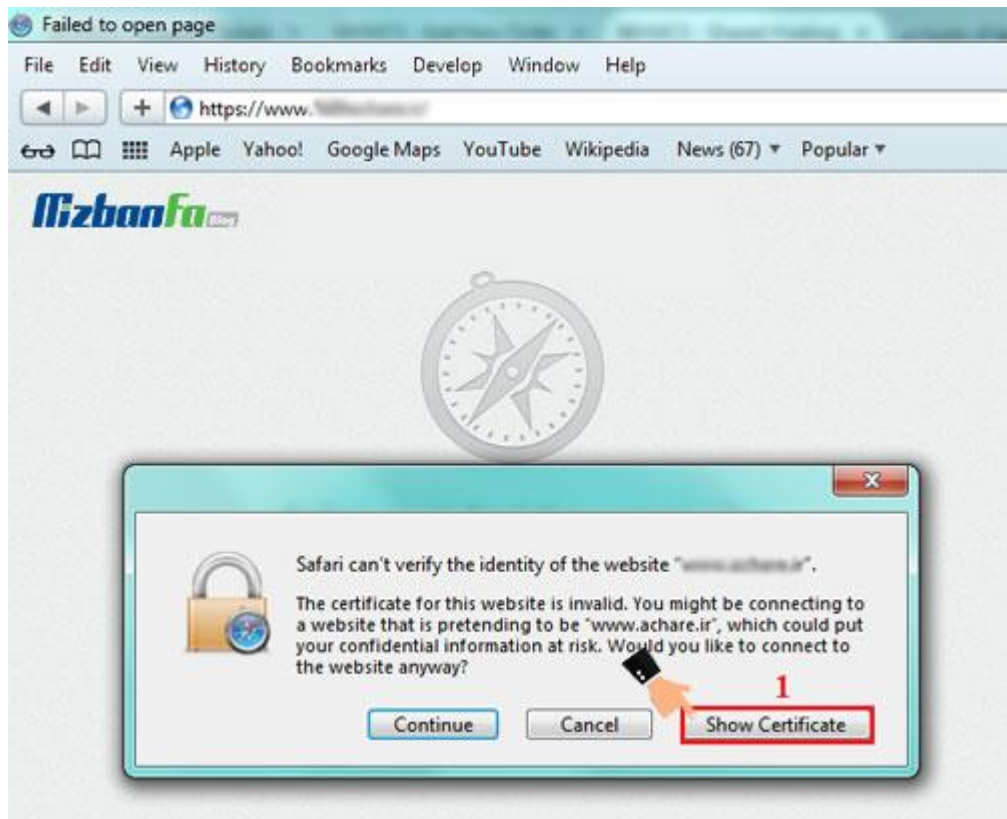 Failed to open page
File Edit View History Bookmarks Develop Window Help
+ https://www.
Apple Yahoo! Google Maps YouTube Wikipedia News (67) ▾ Popular ▾
Mizbanfa Blog
x
Safari can't verify the identity of the website "
".
The certificate for this website is invalid. You might be connecting to
a website that is pretending to be "www.achare.ir", which could put
your confidential information at risk. Would you like to connect to
the website anyway?
1
Continue Cancel Show Certificate